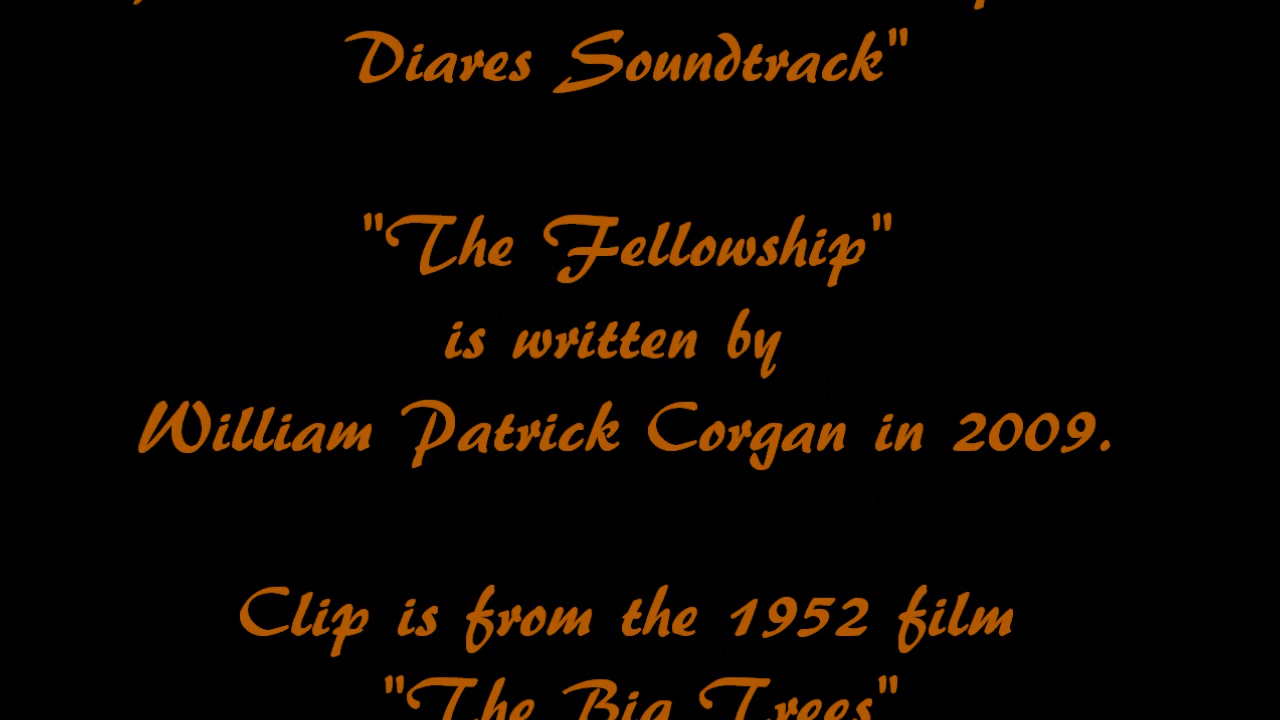 Diares Soundtrack"
"The Fellowship"
is written by
William Patrick Corgan in 2009.
Clip is from the 1952 film
"The Big Trees"